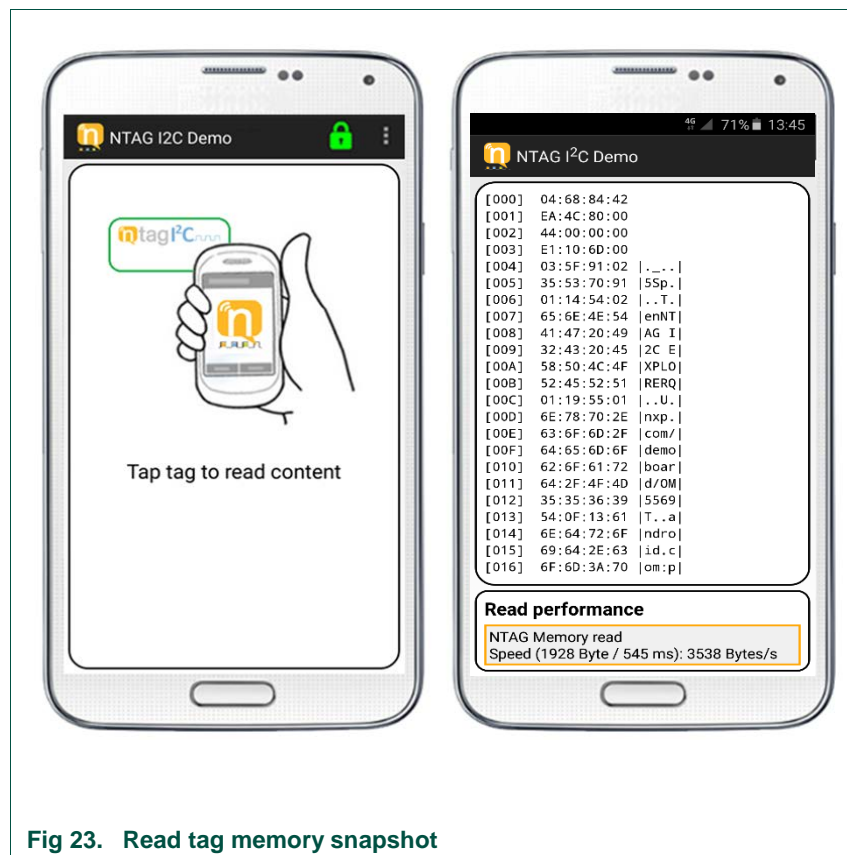 NTAG I2C Demo
ntagI²C
Tap tag to read content
4G 71% 13:45
NTAG I²C Demo
[000] 04:68:84:42
[001] EA:4C:80:00
[002] 44:00:00:00
[003] E1:10:6D:00
[004] 03:5F:91:02 |._..|
[005] 35:53:70:91 |5Sp.|
[006] 01:14:54:02 |..T.|
[007] 65:6E:4E:54 |enNT|
[008] 41:47:20:49 |AG I|
[009] 32:43:20:45 |2C E|
[00A] 58:50:4C:4F |XPLO|
[00B] 52:45:52:51 |RERQ|
[00C] 01:19:55:01 |..U.|
[00D] 6E:78:70:2E |nxp.|
[00E] 63:6F:6D:2F |com/|
[00F] 64:65:6D:6F |demo|
[010] 62:6F:61:72 |boar|
[011] 64:2F:4F:4D |d/OM|
[012] 35:35:36:39 |5569|
[013] 54:0F:13:61 |T..a|
[014] 6E:64:72:6F |ndro|
[015] 69:64:2E:63 |id.c|
[016] 6F:6D:3A:70 |om:p|
Read performance
NTAG Memory read
Speed (1928 Byte / 545 ms): 3538 Bytes/s
Fig 23. Read tag memory snapshot